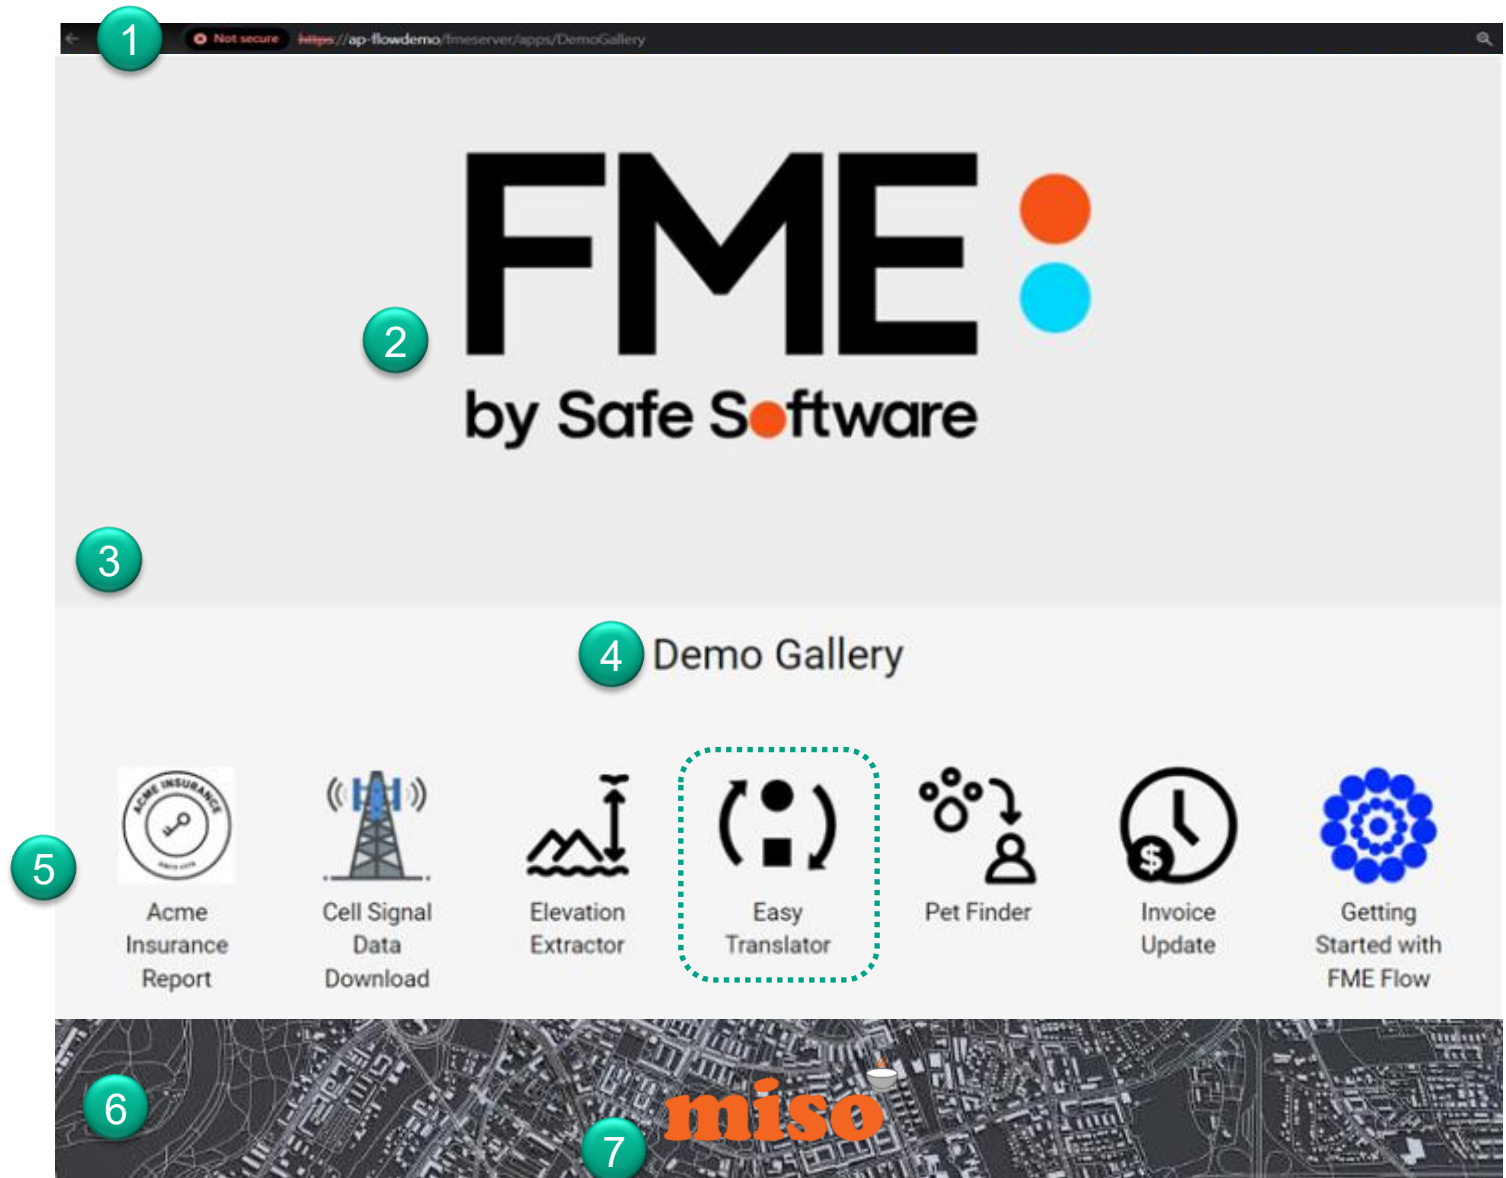 1
Not secure https://ap-flowdemo/fmeserver/apps/DemoGallery
FME
2
by Safe Software
3
4
Demo Gallery
ACME INSURANCE
5
Acme
Insurance
Report
Cell Signal
Data
Download
Elevation
Extractor
Easy
Translator
Pet Finder
$
Invoice
Update
Getting
Started with
FME Flow
6
miso
7